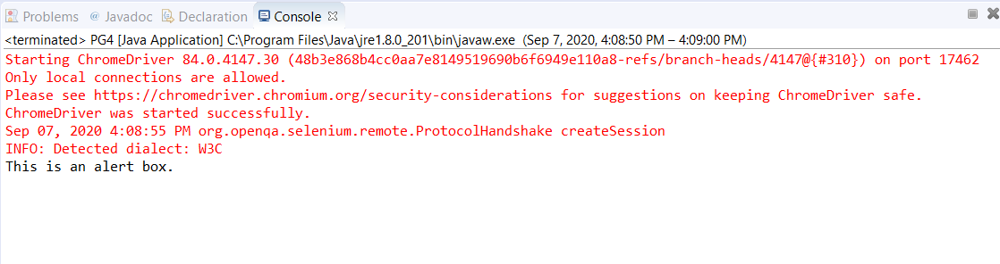 Problems @ Javadoc Declaration Console
<terminated> PG4 [Java Application] C:\Program Files\Java\jre1.8.0_201\bin\javaw.exe (Sep 7, 2020, 4:08:50 PM – 4:09:00 PM)
Starting ChromeDriver 84.0.4147.30 (48b3e868b4cc0aa7e8149519690b6f6949e110a8-refs/branch-heads/4147@{#310}) on port 17462
Only local connections are allowed.
Please see https://chromedriver.chromium.org/security-considerations for suggestions on keeping ChromeDriver safe.
ChromeDriver was started successfully.
Sep 07, 2020 4:08:55 PM org.openqa.selenium.remote.ProtocolHandshake createSession
INFO: Detected dialect: W3C
This is an alert box.